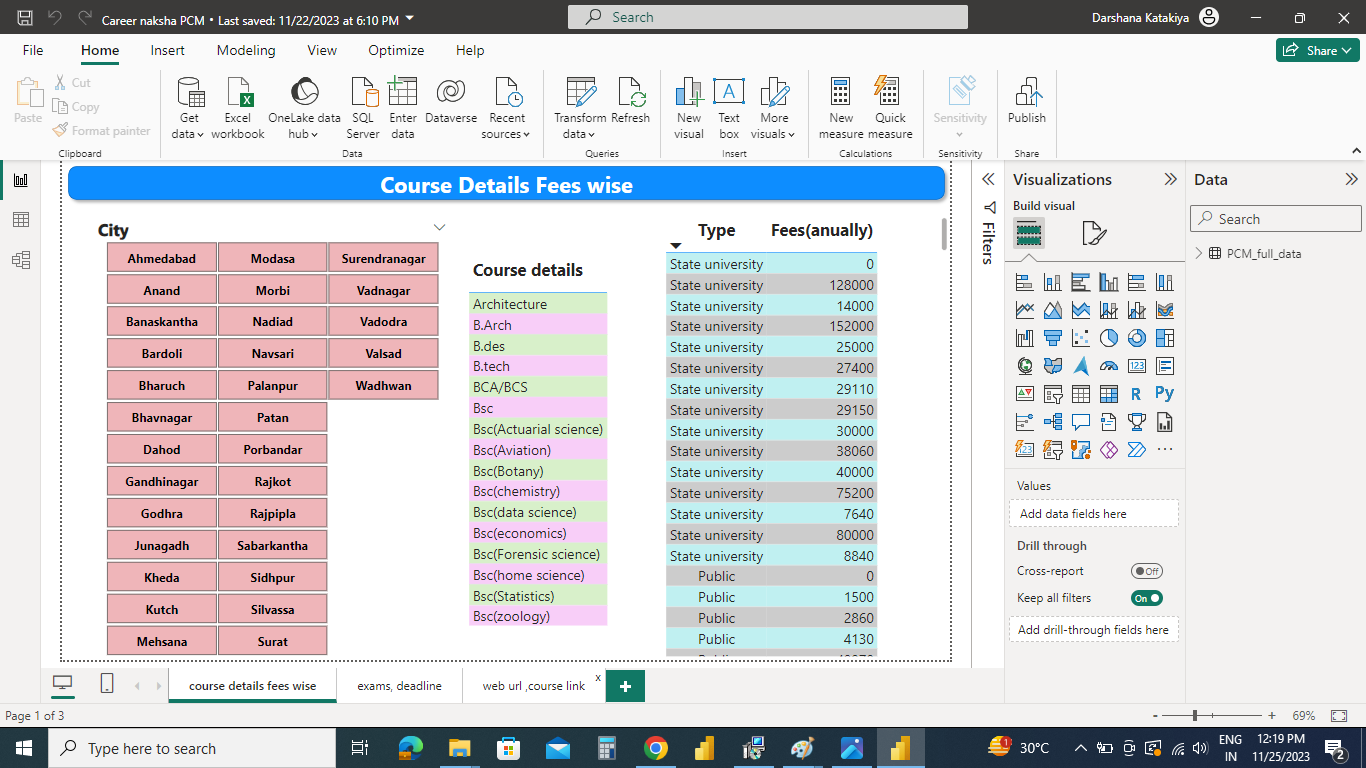 Career naksha PCM • Last saved: 11/22/2023 at 6:10 PM
Search
Darshana Katakiya
File Home Insert Modeling View Optimize Help
Share
Paste
Cut
Copy
Format painter
Clipboard
Get data
Excel workbook
OneLake data hub
SQL Server
Enter data
Dataverse
Recent sources
Data
Transform data
Refresh
Queries
New visual
Text box
More visuals
Insert
New measure
Quick measure
Calculations
Sensitivity
Sensitivity
Publish
Share
Course Details Fees wise
City
Ahmedabad Modasa Surendranagar
Anand Morbi Vadnagar
Banaskantha Nadiad Vadodra
Bardoli Navsari Valsad
Bharuch Palanpur Wadhwan
Bhavnagar Patan
Dahod Porbandar
Gandhinagar Rajkot
Godhra Rajpipla
Junagadh Sabarkantha
Kheda Sidhpur
Kutch Silvassa
Mehsana Surat
Course details
Architecture
B.Arch
B.des
B.tech
BCA/BCS
Bsc
Bsc(Actuarial science)
Bsc(Aviation)
Bsc(Botany)
Bsc(chemistry)
Bsc(data science)
Bsc(economics)
Bsc(Forensic science)
Bsc(home science)
Bsc(Statistics)
Bsc(zoology)
Type Fees(anually)
State university 0
State university 128000
State university 14000
State university 152000
State university 25000
State university 27400
State university 29110
State university 29150
State university 30000
State university 38060
State university 40000
State university 75200
State university 7640
State university 80000
State university 8840
Public 0
Public 1500
Public 2860
Public 4130
Filters
Visualizations
Build visual
123
R Py
123
Values
Add data fields here
Drill through
Cross-report Off
Keep all filters On
Add drill-through fields here
Data
Search
PCM_full_data
course details fees wise
exams, deadline
web url ,course link
x
+
Page 1 of 3
- + 69%
Type here to search
1
30°C
ENG
IN
12:19 PM
11/25/2023
2